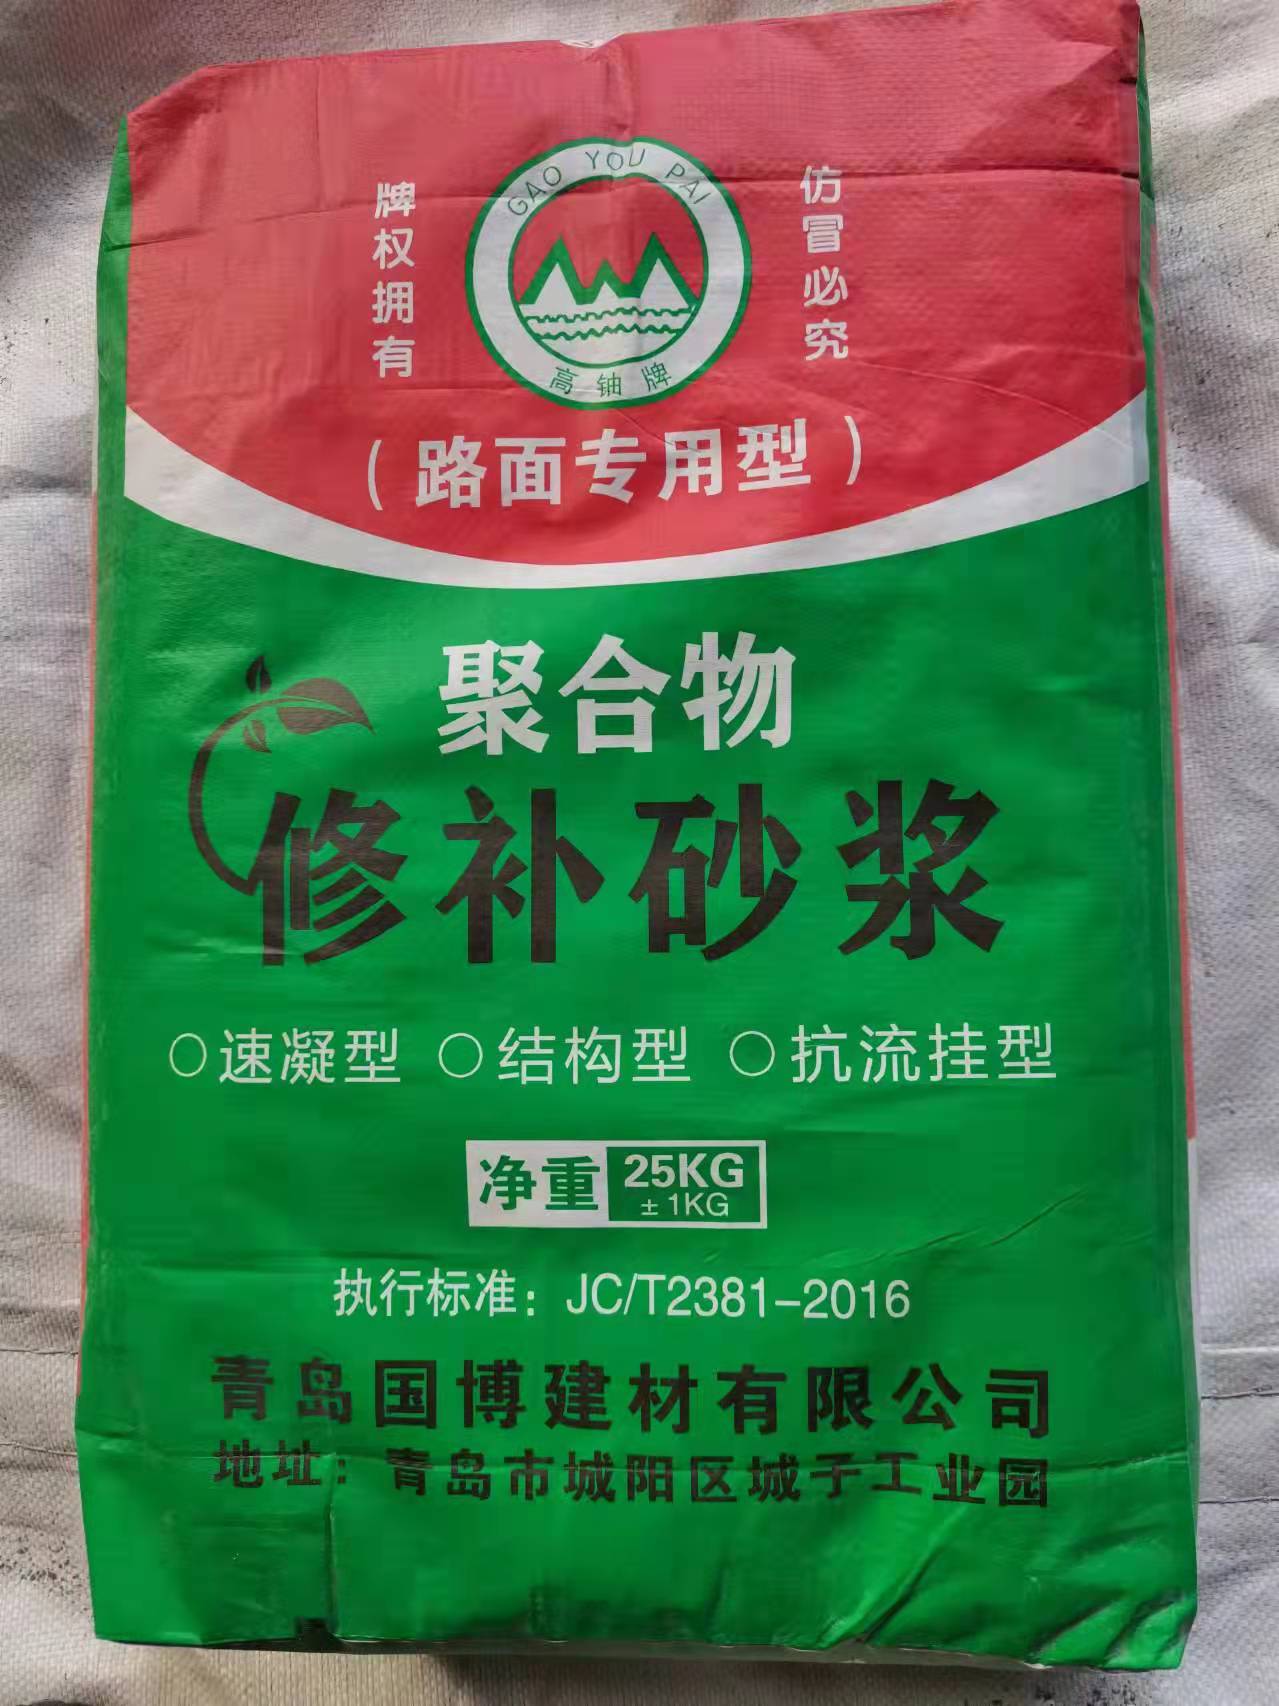 GAO YOU PAI
牌权拥有
仿冒必究
高铀牌
（路面专用型）
聚合物
修补砂浆
○速凝型 ○结构型 ○抗流挂型
净重 25KG
±1KG
执行标准：JC/T2381-2016
青岛国博建材有限公司
地址：青岛市城阳区城子工业园